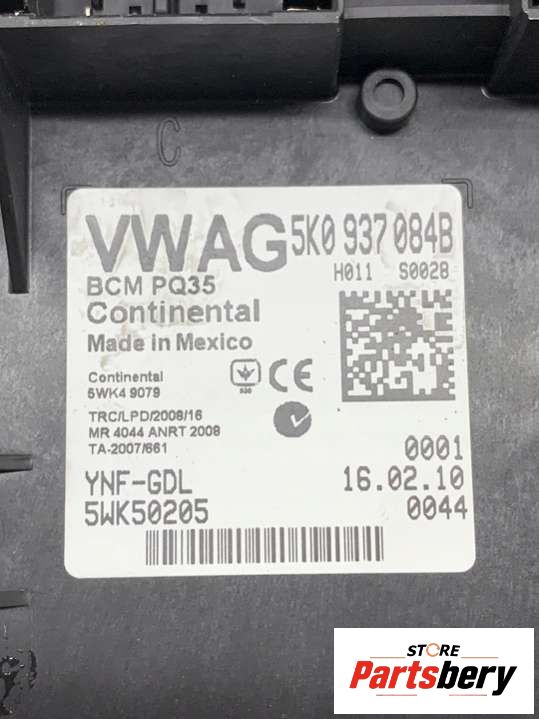 C
VWAG 5K0 937 084B
H011 S0028
BCM PQ35
Continental
Made in Mexico
Continental
5WK4 9079
TRC/LPD/2008/16
MR 4044 ANRT 2008
TA-2007/661
CE
0001
YNF-GDL 16.02.10
5WK50205 0044
STORE
Partsbery